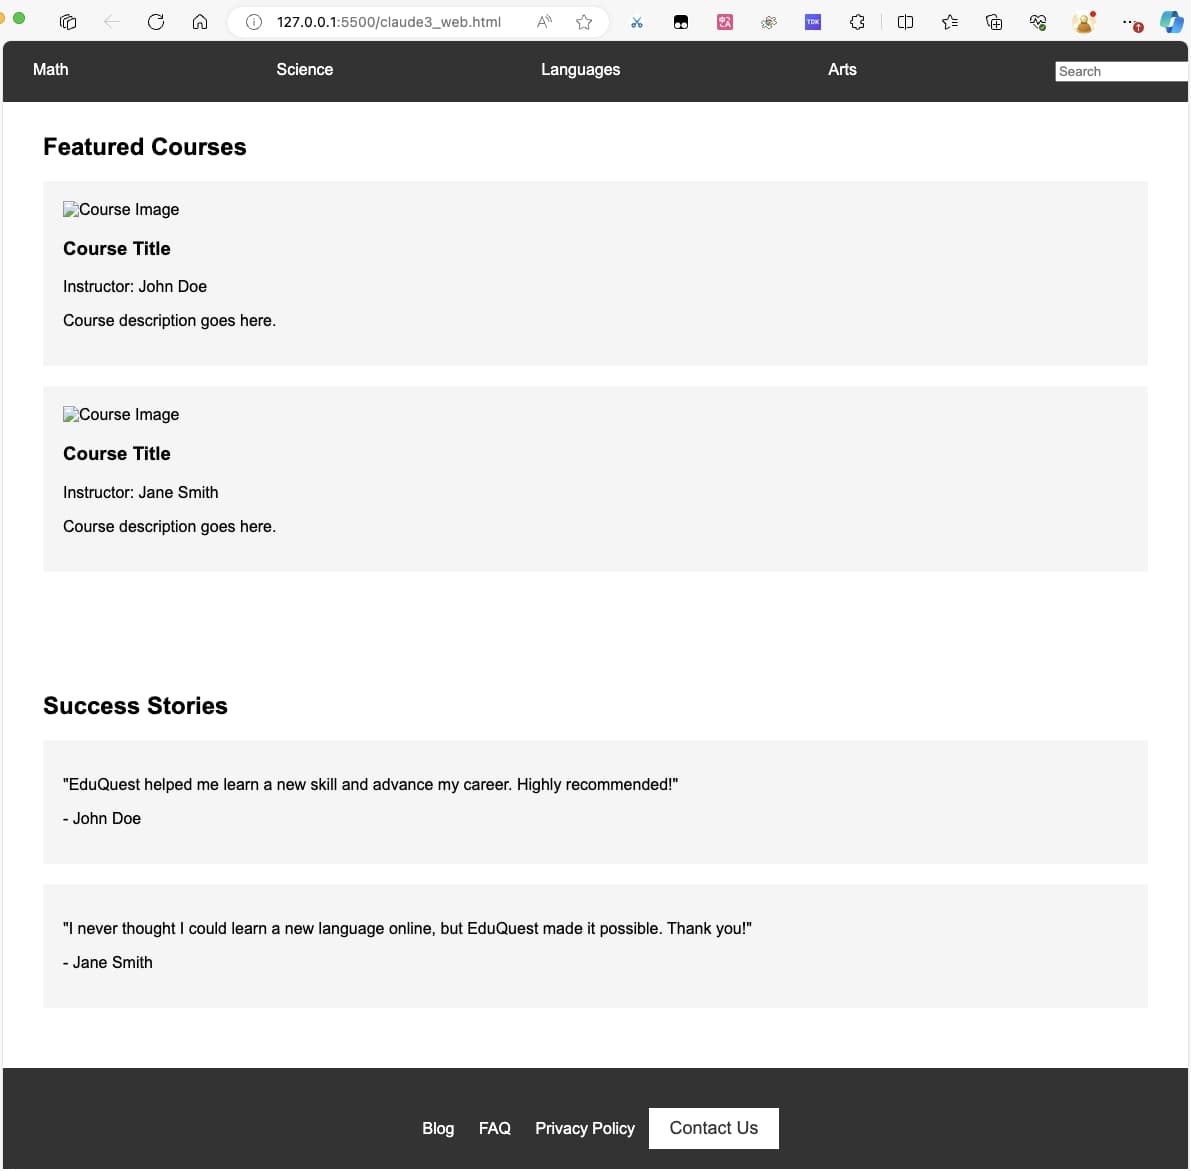 127.0.0.1:5500/claude3_web.html
TDX
Math Science Languages Arts Search
Featured Courses
Course Image
Course Title
Instructor: John Doe
Course description goes here.
Course Image
Course Title
Instructor: Jane Smith
Course description goes here.
Success Stories
"EduQuest helped me learn a new skill and advance my career. Highly recommended!"
- John Doe
"I never thought I could learn a new language online, but EduQuest made it possible. Thank you!"
- Jane Smith
Blog FAQ Privacy Policy Contact Us